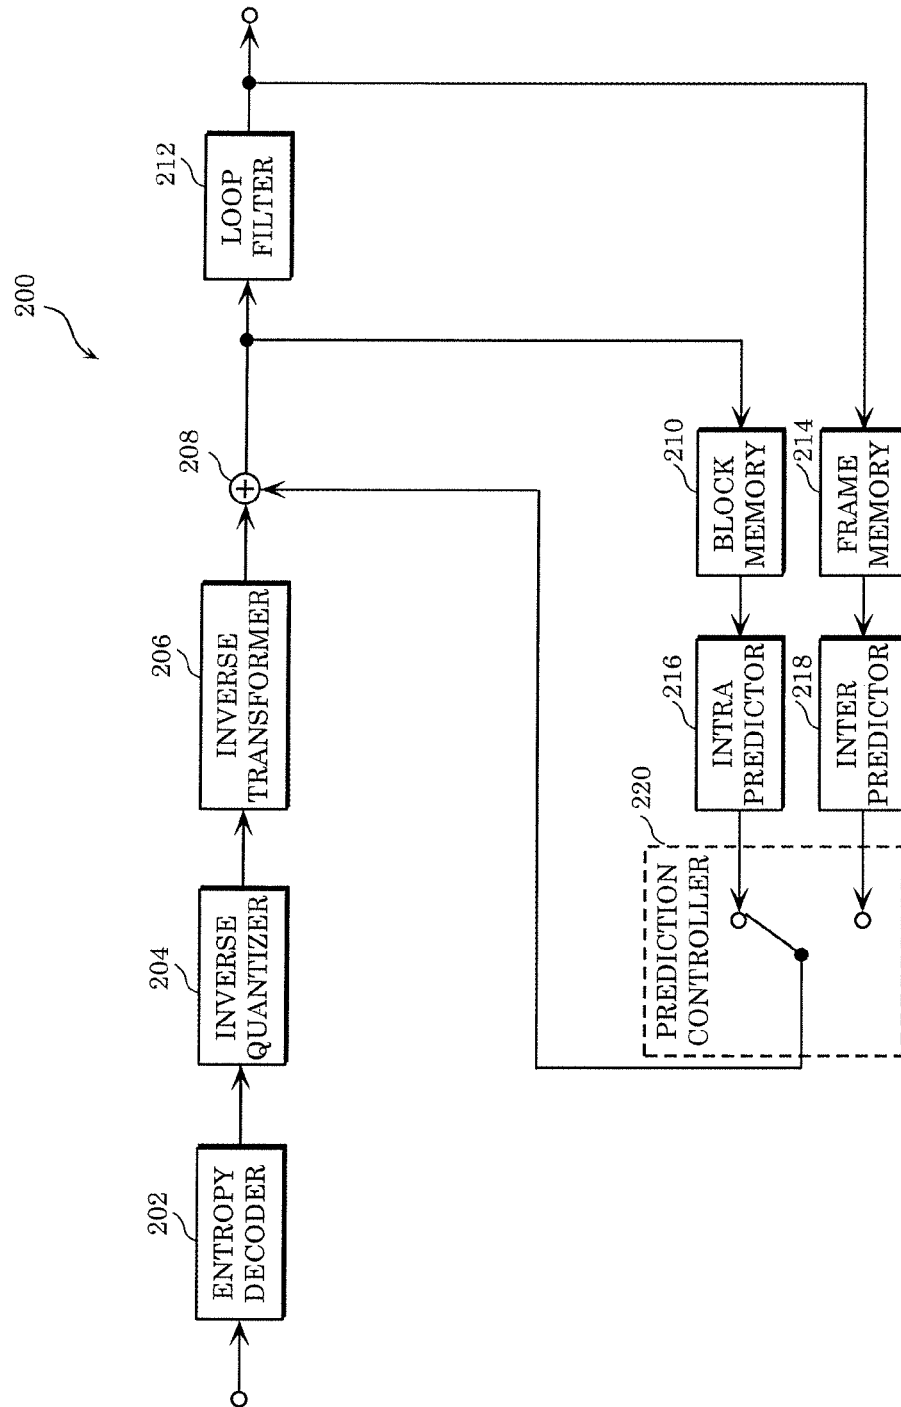 200
202
ENTROPY
DECODER
204
INVERSE
QUANTIZER
206
INVERSE
TRANSFORMER
208
212
LOOP
FILTER
220
PREDICTION
CONTROLLER
216
INTRA
PREDICTOR
210
BLOCK
MEMORY
218
INTER
PREDICTOR
214
FRAME
MEMORY